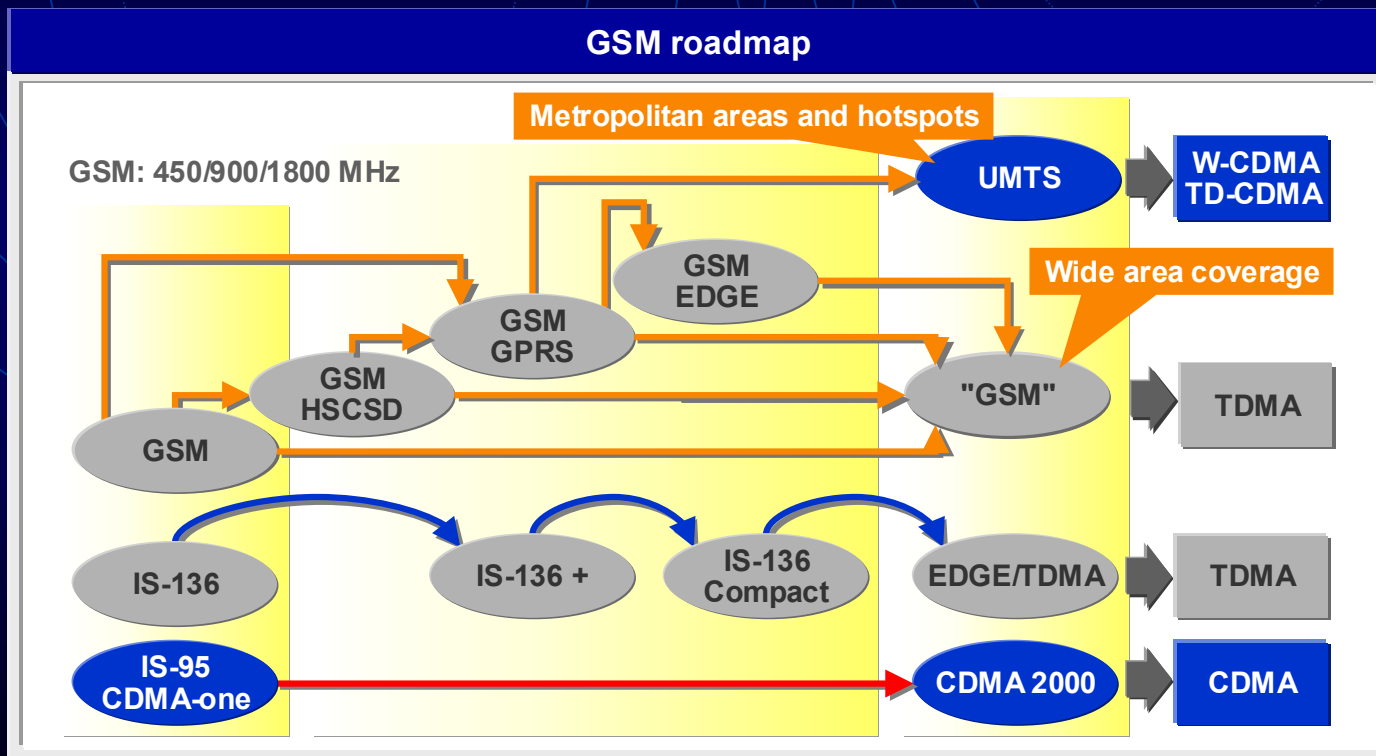 GSM roadmap
Metropolitan areas and hotspots
GSM: 450/900/1800 MHz
UMTS
W-CDMA
TD-CDMA
GSM
EDGE
Wide area coverage
GSM
GPRS
GSM
HSCSD
"GSM"
TDMA
GSM
IS-136
IS-136 +
IS-136
Compact
EDGE/TDMA
TDMA
IS-95
CDMA-one
CDMA 2000
CDMA